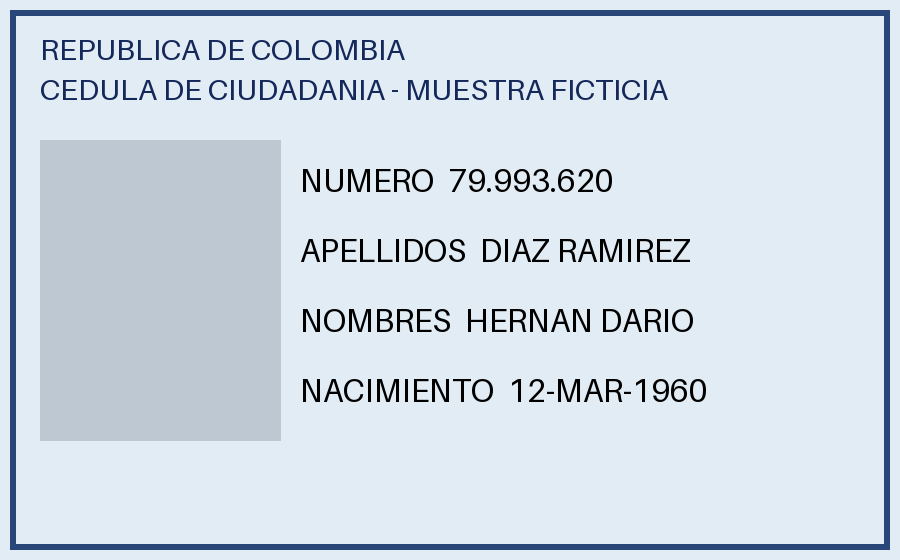 REPUBLICA DE COLOMBIA
CEDULA DE CIUDADANIA - MUESTRA FICTICIA
NUMERO 79.993.620
APELLIDOS DIAZ RAMIREZ
NOMBRES HERNAN DARIO
NACIMIENTO 12-MAR-1960